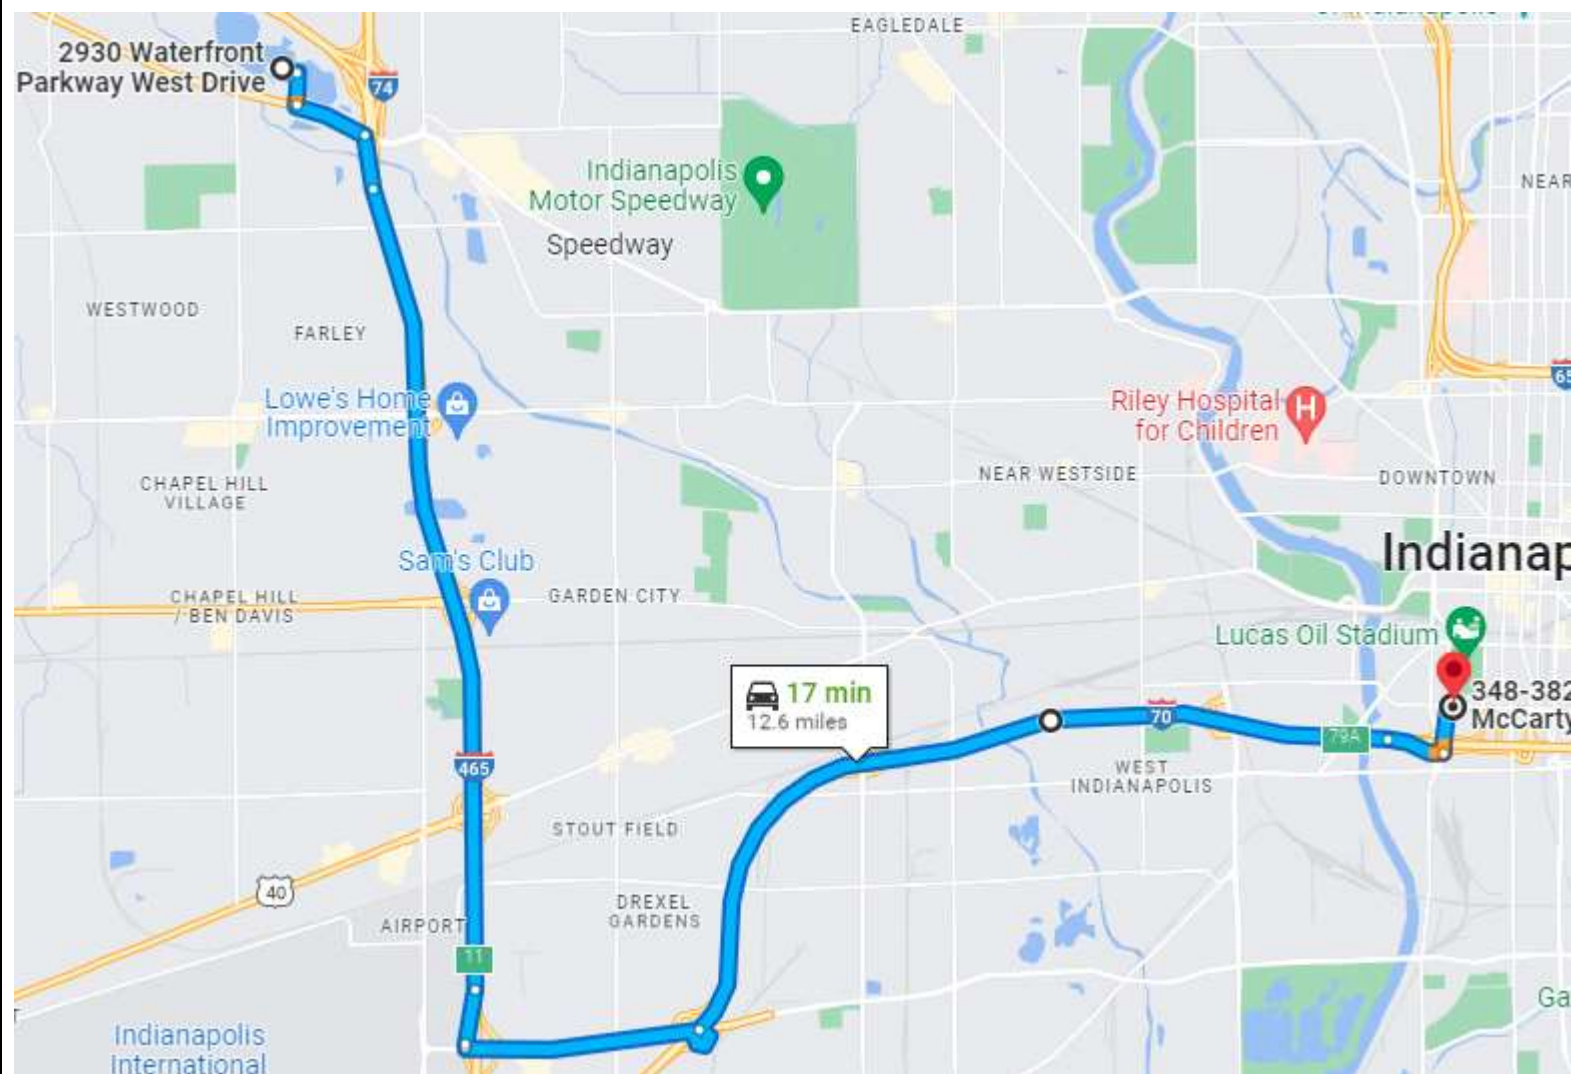 EAGLEDALE
2930 Waterfront
Parkway West Drive
74
Indianapolis
Motor Speedway
Speedway
NEAR
WESTWOOD
FARLEY
65
Lowe's Home
Improvement
Riley Hospital
for Children
H
NEAR WESTSIDE
DOWNTOWN
CHAPEL HILL
VILLAGE
Indianap
Sam's Club
CHAPEL HILL
/ BEN DAVIS
GARDEN CITY
Lucas Oil Stadium
17 min
12.6 miles
348-382
McCarty
70
79A
465
WEST
INDIANAPOLIS
STOUT FIELD
40
DREXEL
GARDENS
AIRPORT
11
Ga
Indianapolis
International